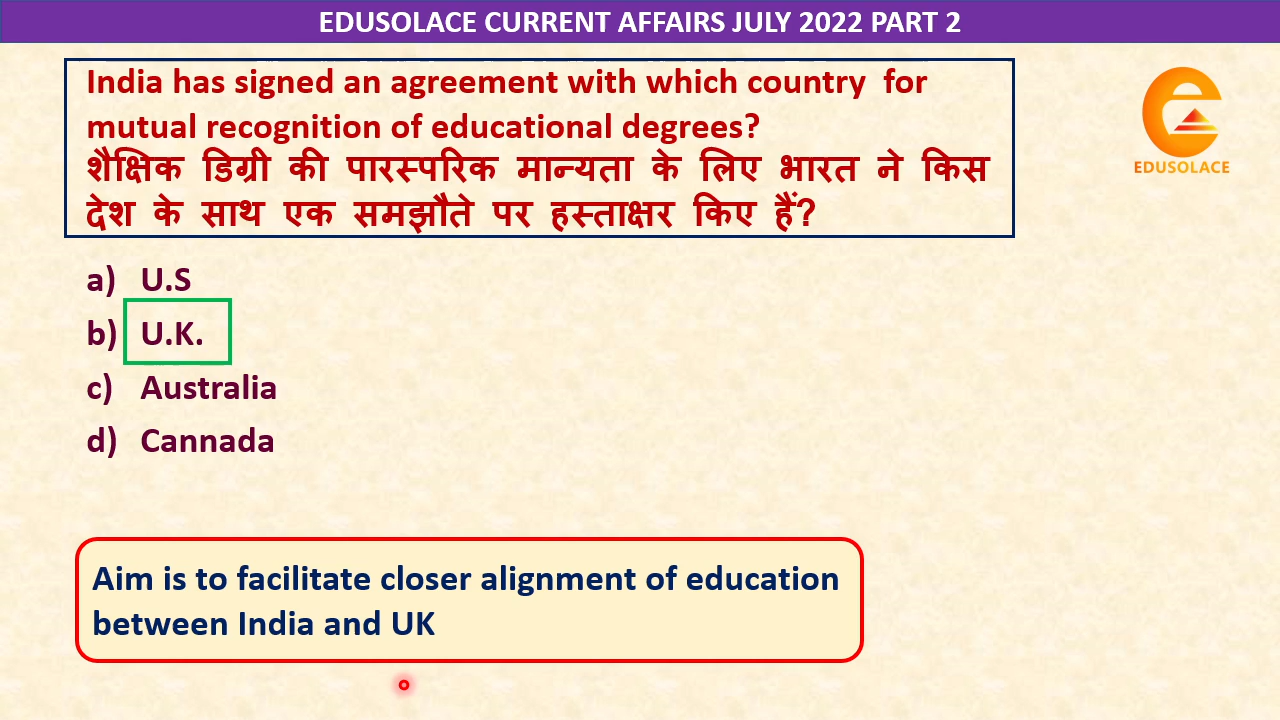 EDUSOLACE CURRENT AFFAIRS JULY 2022 PART 2
India has signed an agreement with which country for
mutual recognition of educational degrees?
शैक्षिक डिग्री की पारस्परिक मान्यता के लिए भारत ने किस
देश के साथ एक समझौते पर हस्ताक्षर किए हैं?
EDUSOLACE
a) U.S
b) U.K.
c) Australia
d) Cannada
Aim is to facilitate closer alignment of education
between India and UK